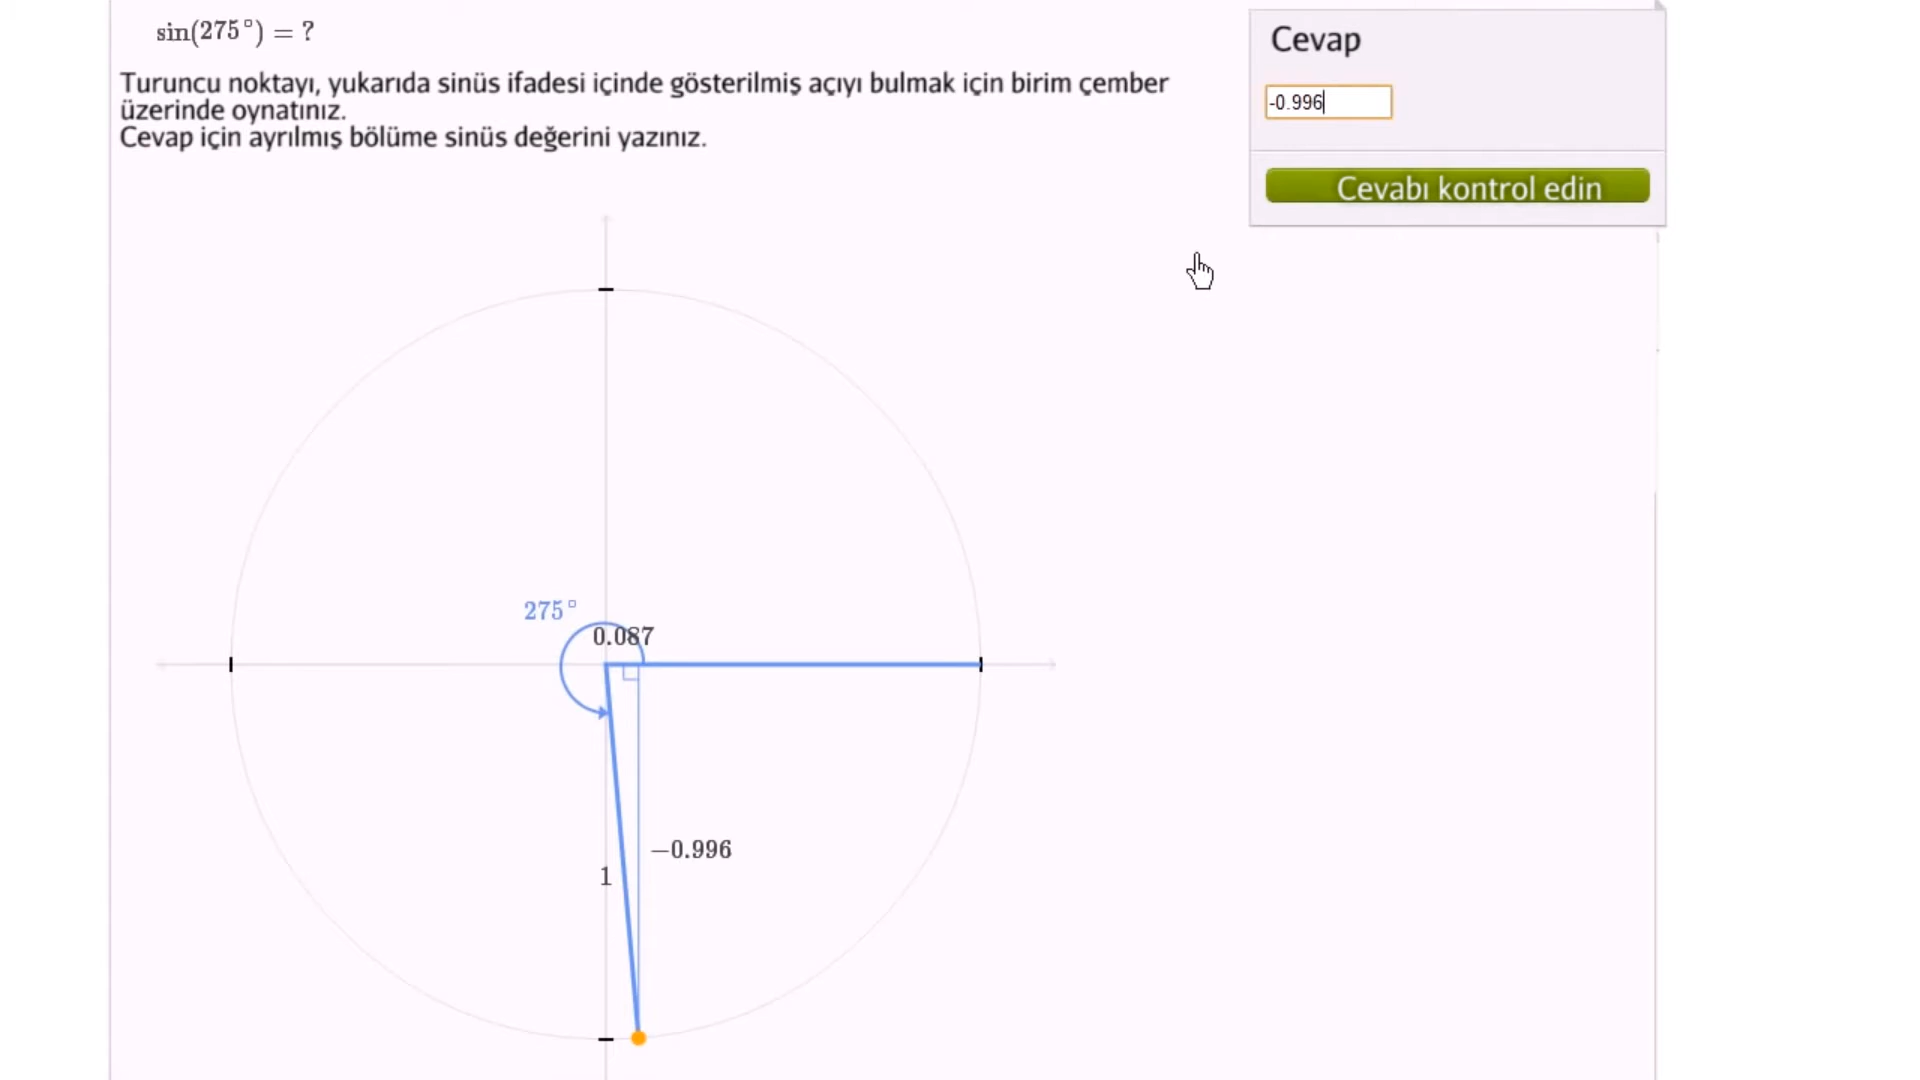 sin(275°) = ?
Turuncu noktayı, yukarıda sinüs ifadesi içinde gösterilmiş açıyı bulmak için birim çember
üzerinde oynatınız.
Cevap için ayrılmış bölüme sinüs değerini yazınız.
Cevap
-0.996
Cevabı kontrol edin
275°
0.087
−0.996
1